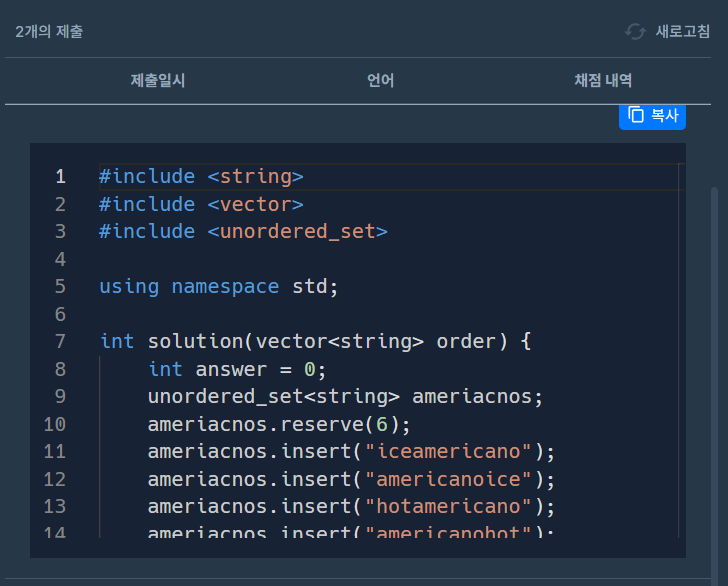 2개의 제출
새로고침
제출일시 언어 채점 내역
복사
1 #include <string>
2 #include <vector>
3 #include <unordered_set>
4
5 using namespace std;
6
7 int solution(vector<string> order) {
8 int answer = 0;
9 unordered_set<string> ameriacnos;
10 ameriacnos.reserve(6);
11 ameriacnos.insert("iceamericano");
12 ameriacnos.insert("americanoice");
13 ameriacnos.insert("hotamericano");
14 ameriacnos.insert("americanohot");